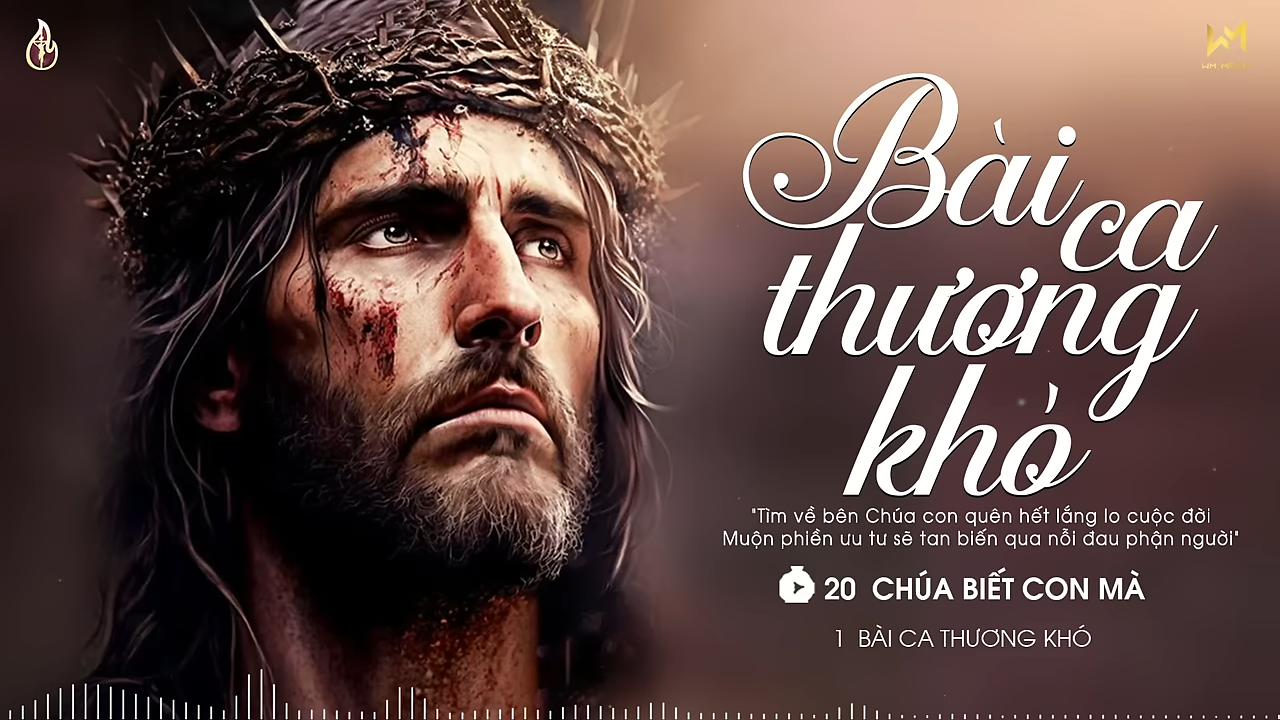 Bài ca
thương
khò
"Tìm về bên Chúa con quên hết lắng lo cuộc đời
Muộn phiền ưu tư sẽ tan biến qua nỗi đau phận người"
20 CHÚA BIẾT CON MÀ
1 BÀI CA THƯƠNG KHÓ